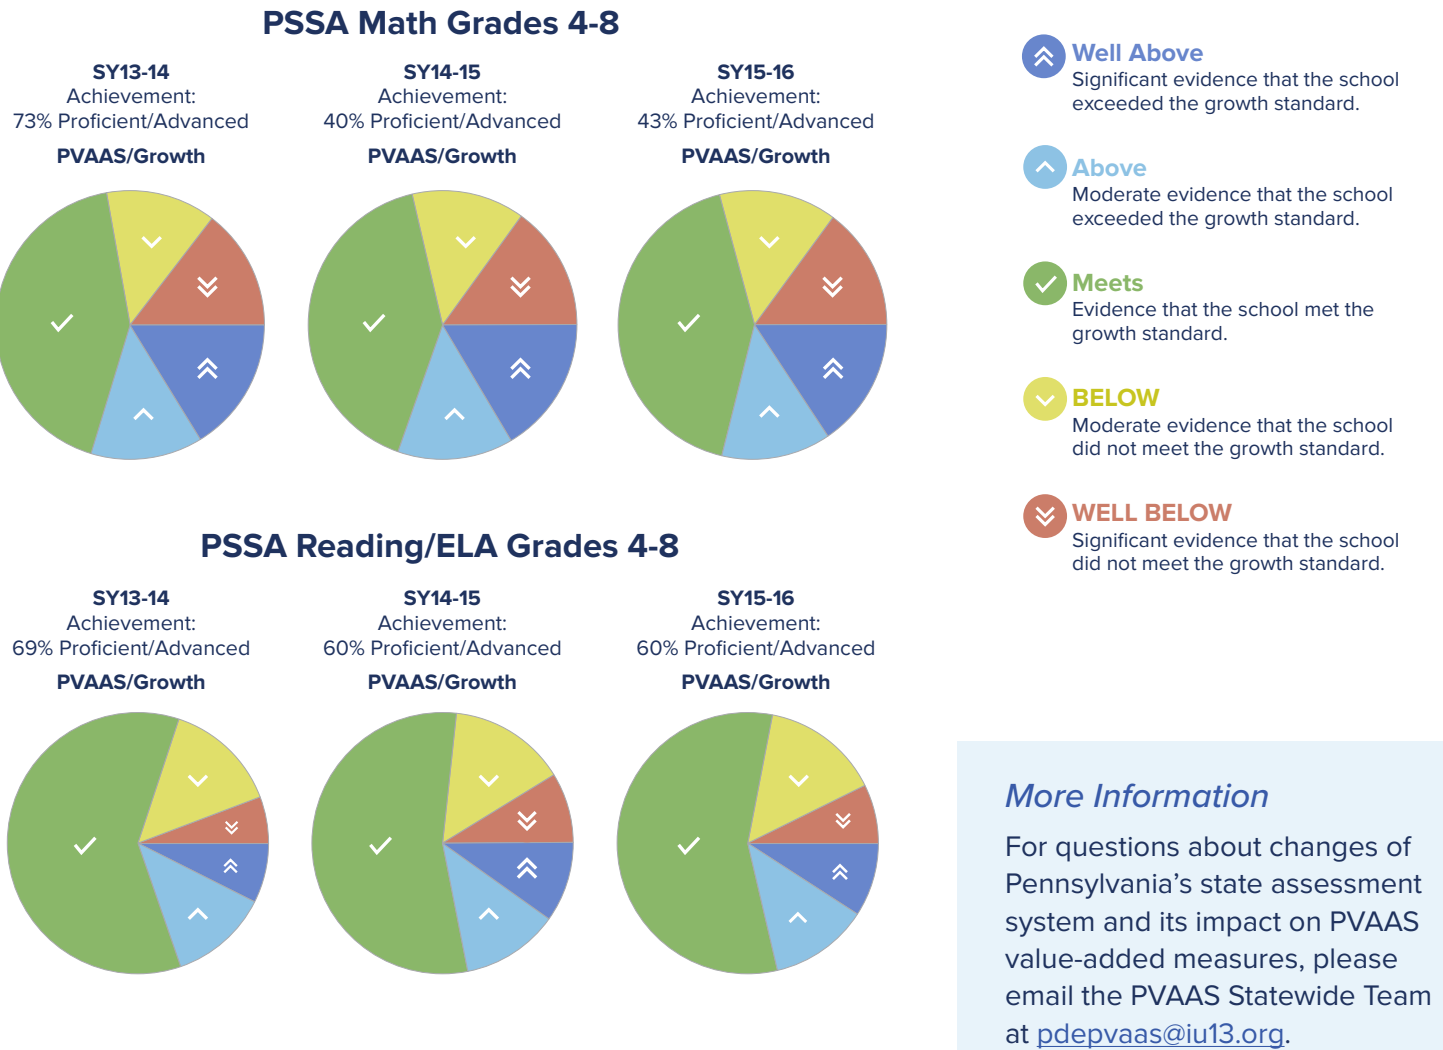 PSSA Math Grades 4-8
SY13-14
Achievement:
73% Proficient/Advanced
PVAAS/Growth
SY14-15
Achievement:
40% Proficient/Advanced
PVAAS/Growth
SY15-16
Achievement:
43% Proficient/Advanced
PVAAS/Growth
PSSA Reading/ELA Grades 4-8
SY13-14
Achievement:
69% Proficient/Advanced
PVAAS/Growth
SY14-15
Achievement:
60% Proficient/Advanced
PVAAS/Growth
SY15-16
Achievement:
60% Proficient/Advanced
PVAAS/Growth
Well Above
Significant evidence that the school
exceeded the growth standard.
Above
Moderate evidence that the school
exceeded the growth standard.
Meets
Evidence that the school met the
growth standard.
BELOW
Moderate evidence that the school
did not meet the growth standard.
WELL BELOW
Significant evidence that the school
did not meet the growth standard.
More Information
For questions about changes of
Pennsylvania’s state assessment
system and its impact on PVAAS
value-added measures, please
email the PVAAS Statewide Team
at pdepvaas@iu13.org.